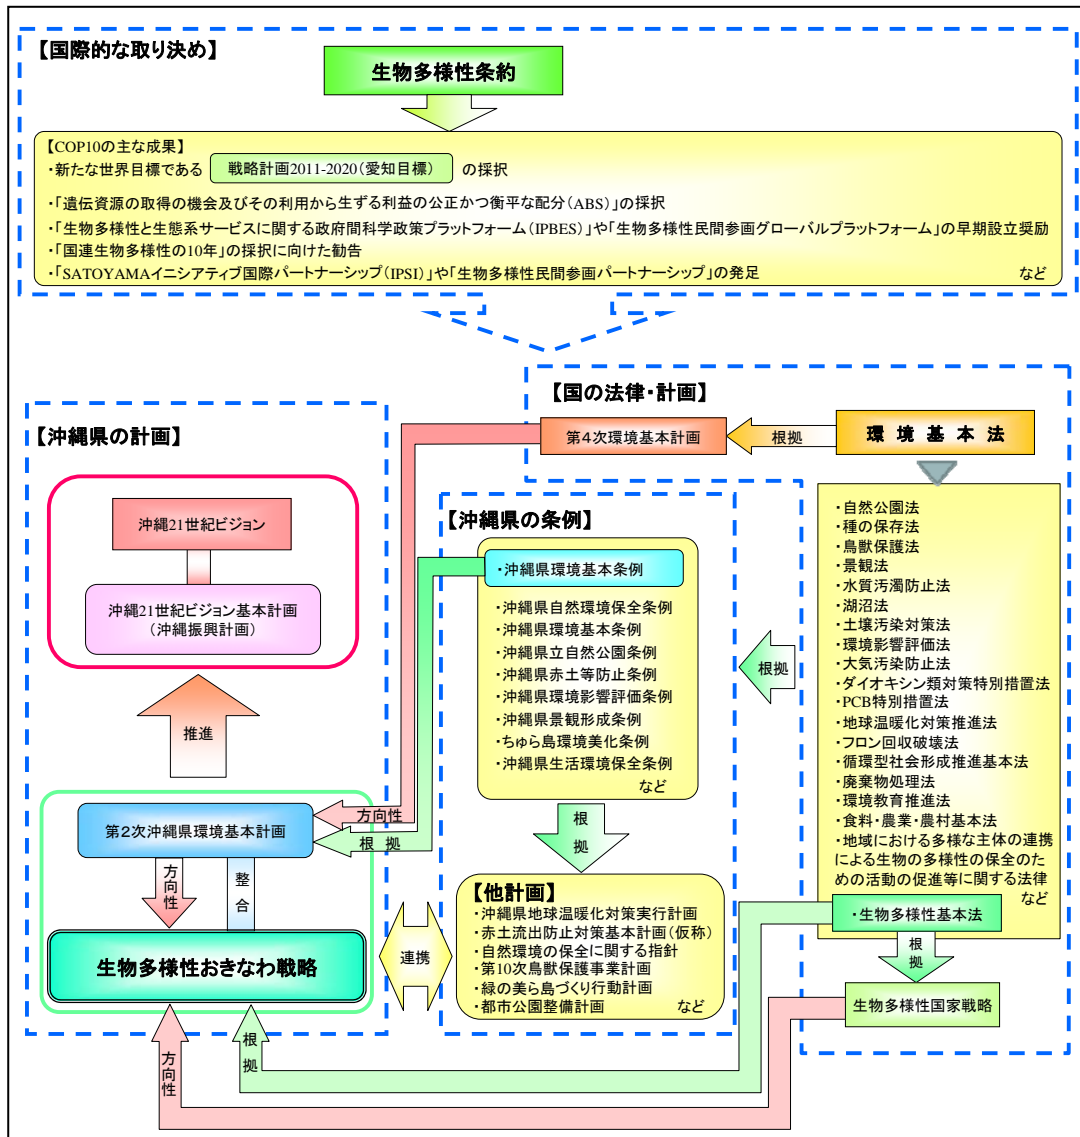 【国際的な取り決め】
生物多様性条約
【COP10の主な成果】
・新たな世界目標である 戦略計画2011-2020(愛知目標) の採択
・「遺伝資源の取得の機会及びその利用から生ずる利益の公正かつ衡平な配分(ABS)」の採択
・「生物多様性と生態系サービスに関する政府間科学政策プラットフォーム(IPBES)」や「生物多様性民間参画グローバルプラットフォーム」の早期設立奨励
・「国連生物多様性の10年」の採択に向けた勧告
・「SATOYAMAイニシアティブ国際パートナーシップ(IPSI)」や「生物多様性民間参画パートナーシップ」の発足 など
【国の法律・計画】
環境基本法
根拠
第4次環境基本計画
・自然公園法
・種の保存法
・鳥獣保護法
・景観法
・水質汚濁防止法
・湖沼法
・土壌汚染対策法
・環境影響評価法
・大気汚染防止法
・ダイオキシン類対策特別措置法
・PCB特別措置法
・地球温暖化対策推進法
・フロン回収破壊法
・循環型社会形成推進基本法
・廃棄物処理法
・環境教育推進法
・食料・農業・農村基本法
・地域における多様な主体の連携
による生物の多様性の保全のた
めの活動の促進等に関する法律
など
・生物多様性基本法
根拠
生物多様性国家戦略
根拠
【沖縄県の条例】
・沖縄県環境基本条例
・沖縄県自然環境保全条例
・沖縄県環境基本条例
・沖縄県立自然公園条例
・沖縄県赤土等防止条例
・沖縄県環境影響評価条例
・沖縄県景観形成条例
・ちゅら島環境美化条例
・沖縄県生活環境保全条例
など
根拠
【他計画】
・沖縄県地球温暖化対策実行計画
・赤土流出防止対策基本計画(仮称)
・自然環境の保全に関する指針
・第10次鳥獣保護事業計画
・緑の美ら島づくり行動計画
・都市公園整備計画 など
【沖縄県の計画】
沖縄21世紀ビジョン
沖縄21世紀ビジョン基本計画
(沖縄振興計画)
推進
第2次沖縄県環境基本計画
方向性
根拠
方向性
整合
生物多様性おきなわ戦略
連携
方向性
根拠